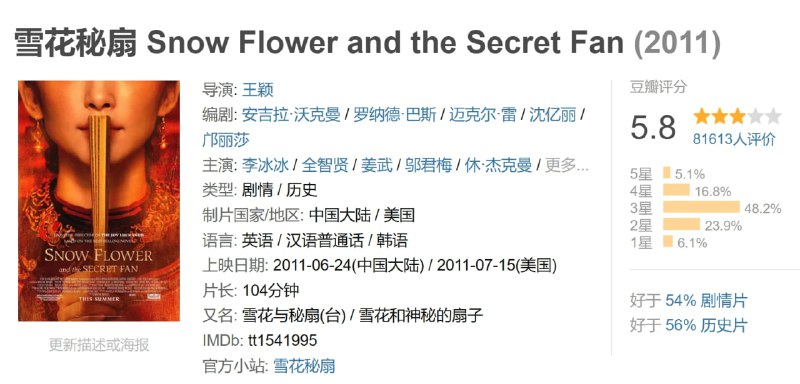 雪花秘扇 Snow Flower and the Secret Fan (2011)
导演: 王颖
编剧: 安吉拉·沃克曼 / 罗纳德·巴斯 / 迈克尔·雷 / 沈亿丽 /
邝丽莎
主演: 李冰冰 / 全智贤 / 姜武 / 邬君梅 / 休·杰克曼 / 更多...
类型: 剧情 / 历史
制片国家/地区: 中国大陆 / 美国
语言: 英语 / 汉语普通话 / 韩语
上映日期: 2011-06-24(中国大陆) / 2011-07-15(美国)
片长: 104分钟
又名: 雪花与秘扇(台) / 雪花和神秘的扇子
IMDb: tt1541995
官方小站: 雪花秘扇
SNOW FLOWER
and the SECRET FAN
THIS SUMMER
更新描述或海报
豆瓣评分
5.8
81613人评价
5星 5.1%
4星 16.8%
3星 48.2%
2星 23.9%
1星 6.1%
好于 54% 剧情片
好于 56% 历史片